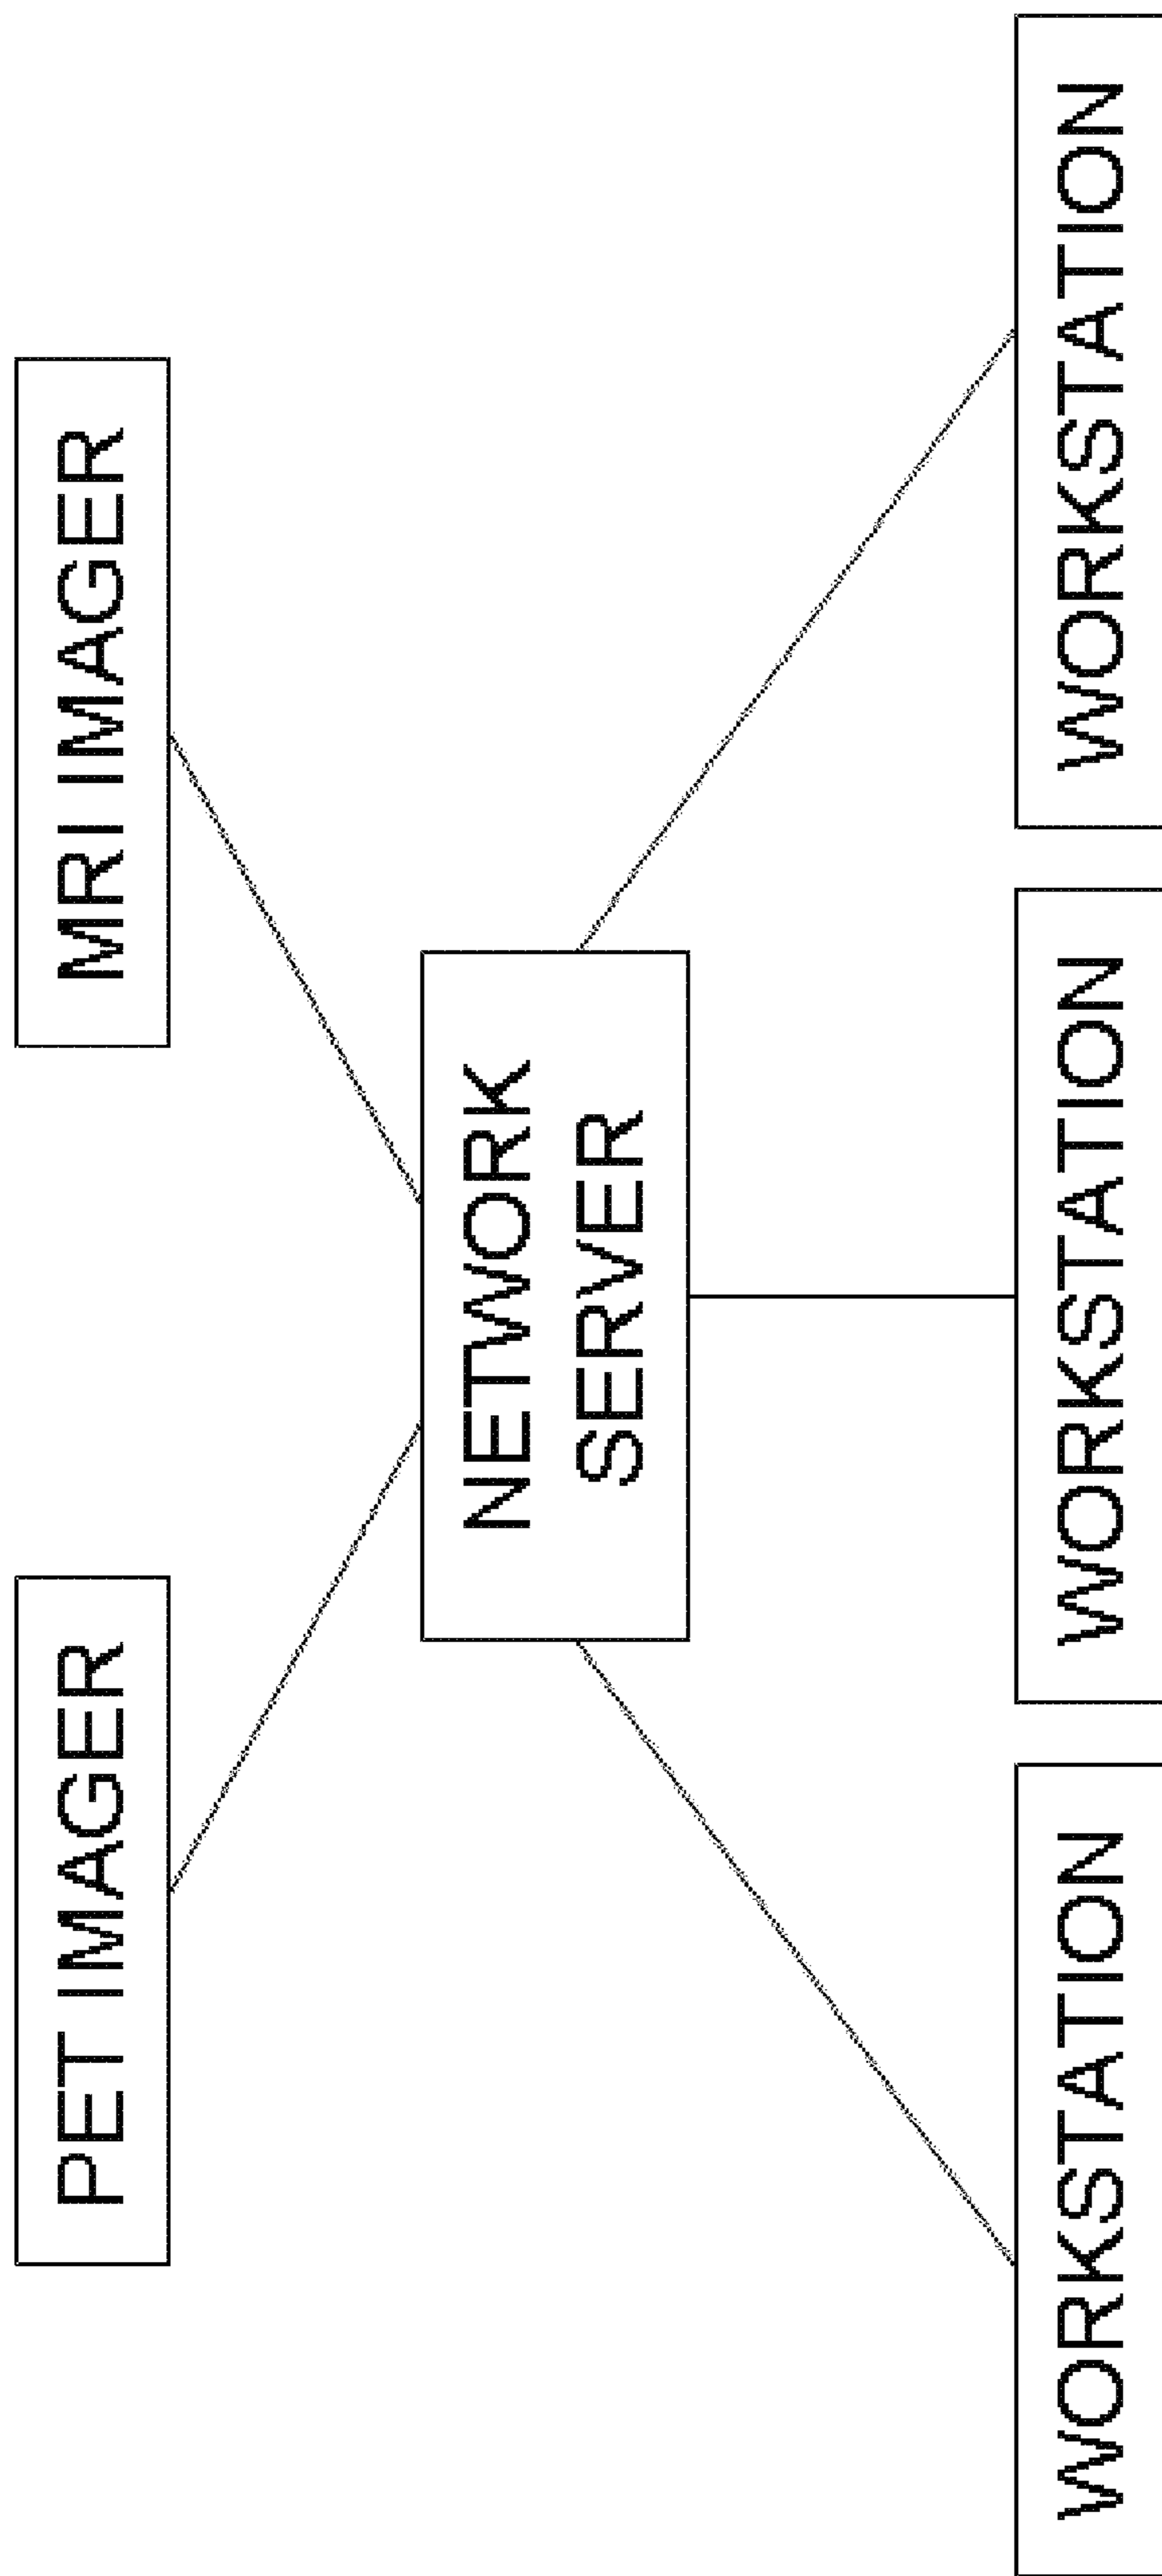 PET IMAGER
MRI IMAGER
NETWORK
SERVER
WORKSTATION
WORKSTATION
WORKSTATION